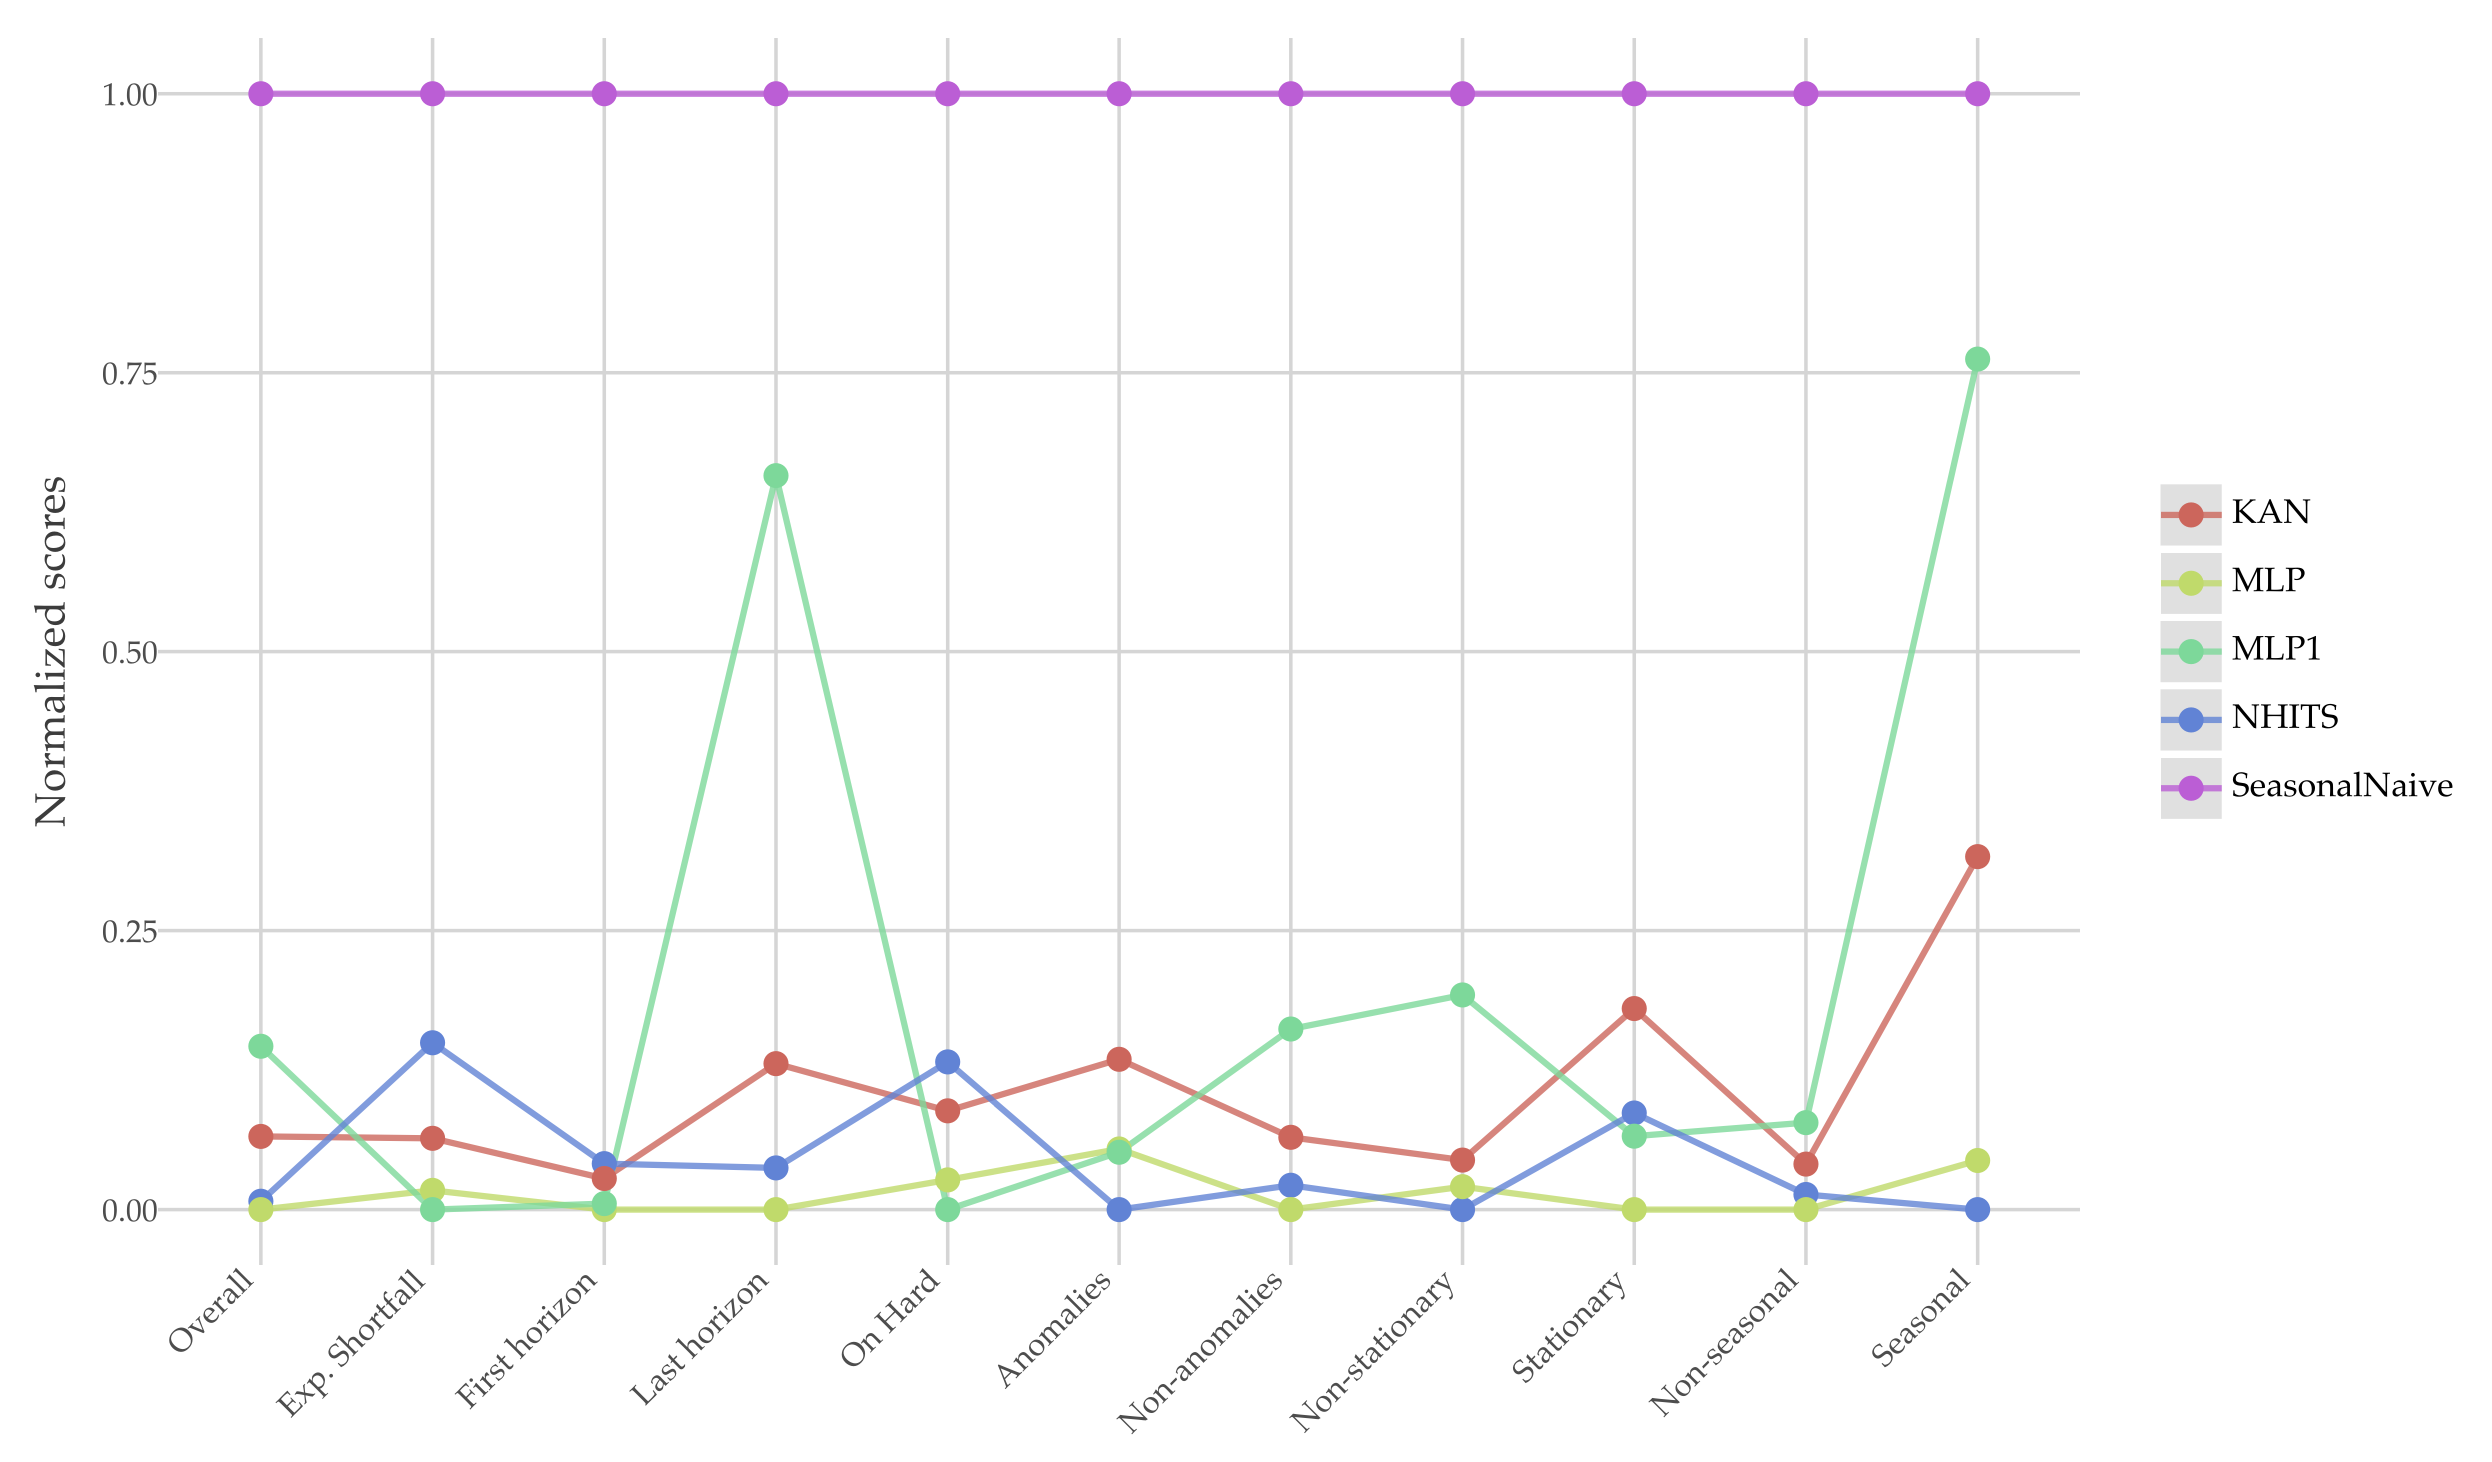 Normalized scores
1.00
0.75
0.50
0.25
0.00
Overall
Exp. Shortfall
First horizon
Last horizon
On Hard
Anomalies
Non-anomalies
Non-stationary
Stationary
Non-seasonal
Seasonal
KAN
MLP
MLP1
NHITS
SeasonalNaive